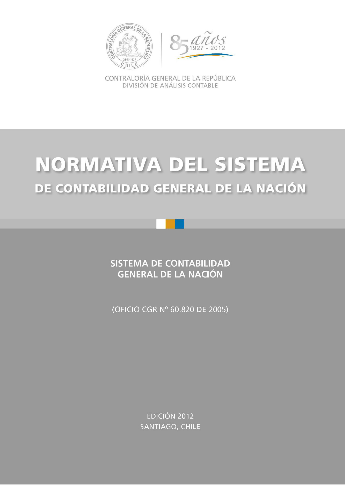 85 años
1927 - 2012
CONTRALORÍA GENERAL DE LA REPÚBLICA
DIVISIÓN DE ANÁLISIS CONTABLE
NORMATIVA DEL SISTEMA
DE CONTABILIDAD GENERAL DE LA NACIÓN
SISTEMA DE CONTABILIDAD
GENERAL DE LA NACIÓN
(OFICIO CGR Nº 60.820 DE 2005)
EDICIÓN 2012
SANTIAGO, CHILE